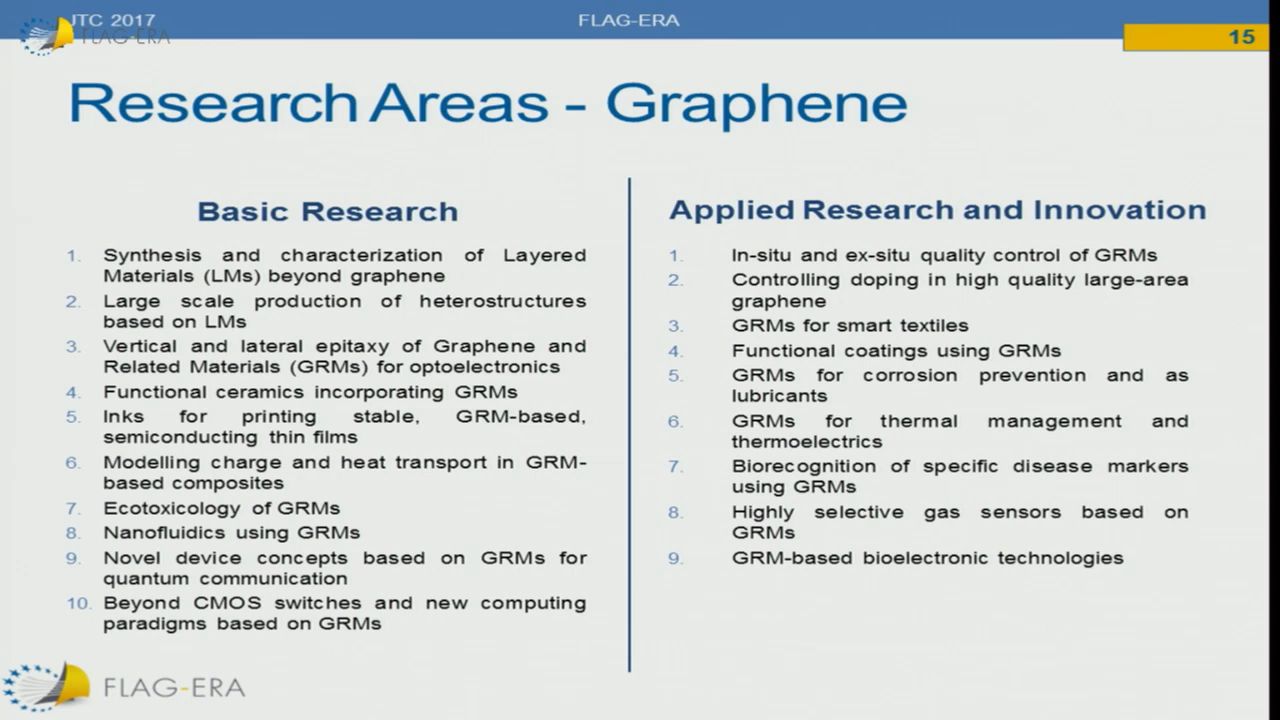 JTC 2017
FLAG-ERA
FLAG-ERA
15
Research Areas - Graphene
Basic Research
1. Synthesis and characterization of Layered
Materials (LMs) beyond graphene
2. Large scale production of heterostructures
based on LMs
3. Vertical and lateral epitaxy of Graphene and
Related Materials (GRMs) for optoelectronics
4. Functional ceramics incorporating GRMs
5. Inks for printing stable, GRM-based,
semiconducting thin films
6. Modelling charge and heat transport in GRM-
based composites
7. Ecotoxicology of GRMs
8. Nanofluidics using GRMs
9. Novel device concepts based on GRMs for
quantum communication
10. Beyond CMOS switches and new computing
paradigms based on GRMs
Applied Research and Innovation
1. In-situ and ex-situ quality control of GRMs
2. Controlling doping in high quality large-area
graphene
3. GRMs for smart textiles
4. Functional coatings using GRMs
5. GRMs for corrosion prevention and as
lubricants
6. GRMs for thermal management and
thermoelectrics
7. Biorecognition of specific disease markers
using GRMs
8. Highly selective gas sensors based on
GRMs
9. GRM-based bioelectronic technologies
FLAG-ERA